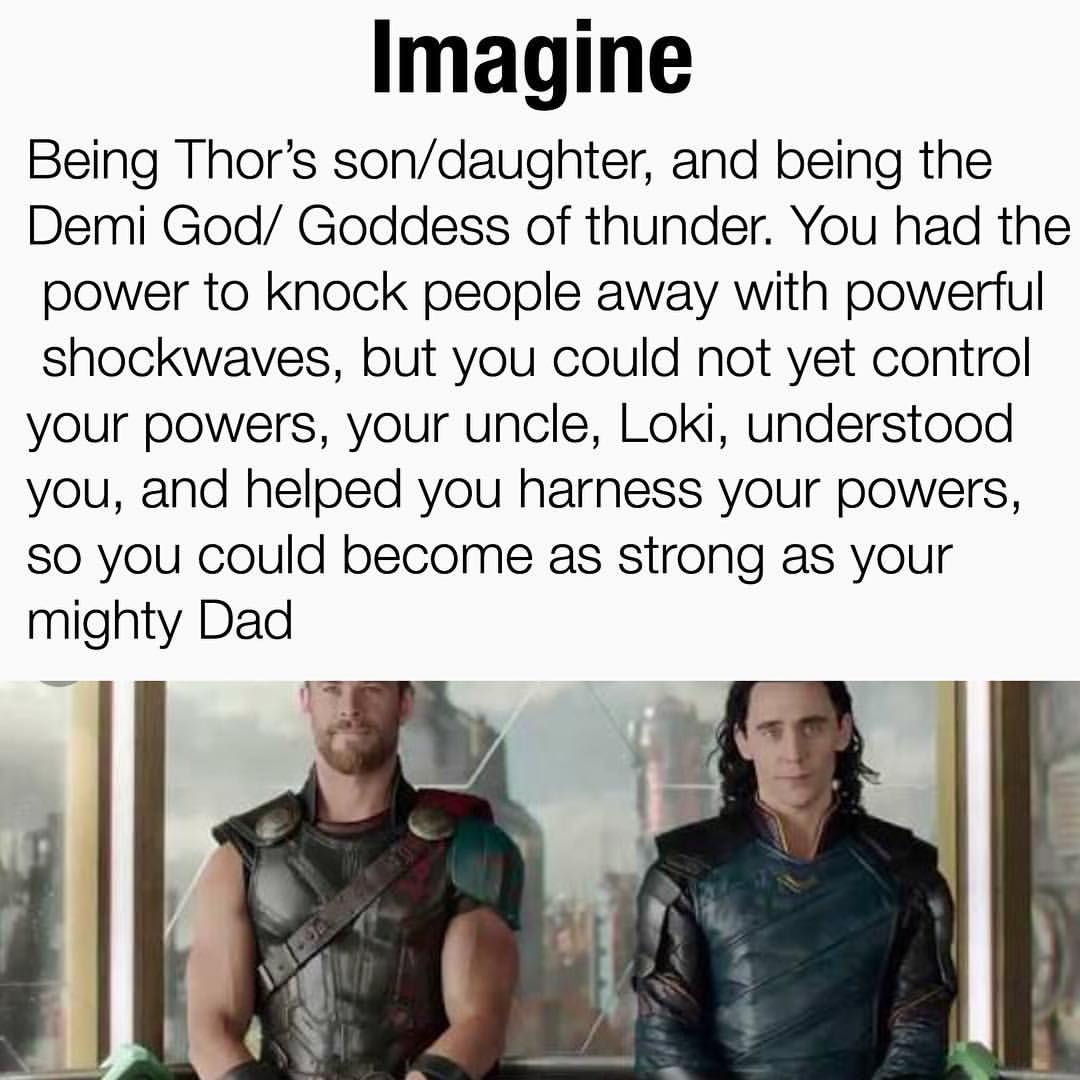 Imagine
Being Thor’s son/daughter, and being the
Demi God/ Goddess of thunder. You had the
power to knock people away with powerful
shockwaves, but you could not yet control
your powers, your uncle, Loki, understood
you, and helped you harness your powers,
so you could become as strong as your
mighty Dad